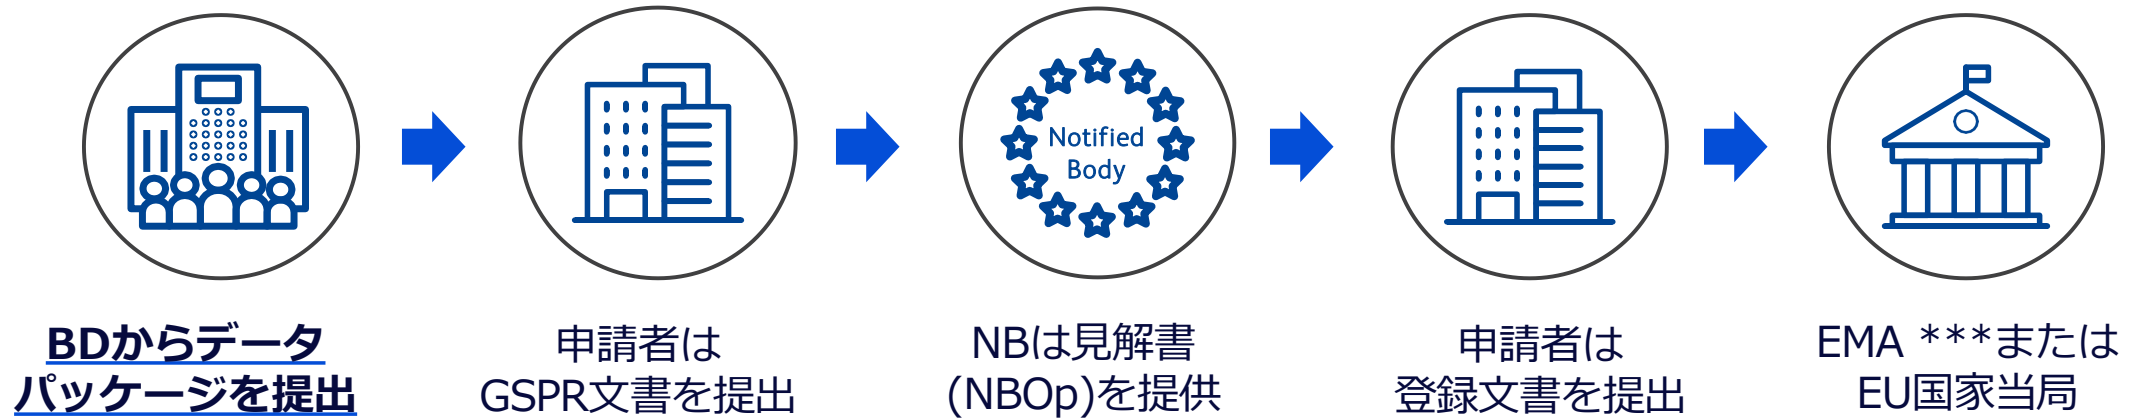 Notified
Body
BDからデータ
パッケージを提出
申請者は
GSPR文書を提出
NBは見解書
(NBOp)を提供
申請者は
登録文書を提出
EMA ***または
EU国家当局